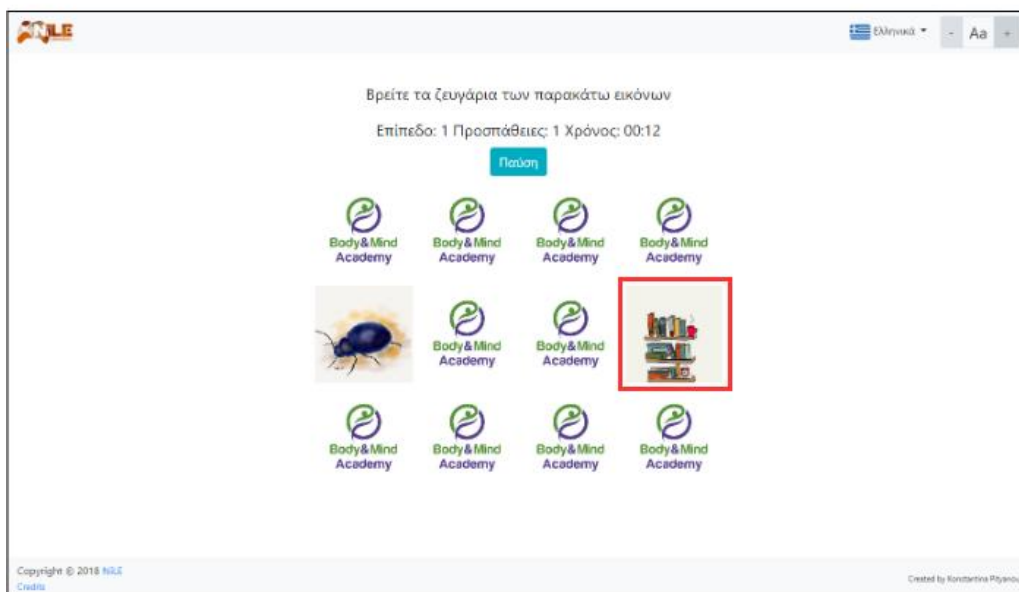 NILE
Ελληνικά
- Aa +
Βρείτε τα ζευγάρια των παρακάτω εικόνων
Επίπεδο: 1 Προσπάθειες: 1 Χρόνος: 00:12
Παύση
Body&Mind Body&Mind Body&Mind Body&Mind
Academy Academy Academy Academy
Body&Mind Body&Mind
Academy Academy
Body&Mind Body&Mind Body&Mind Body&Mind
Academy Academy Academy Academy
Copyright © 2018 NILE
Credits
Created by Konstantina